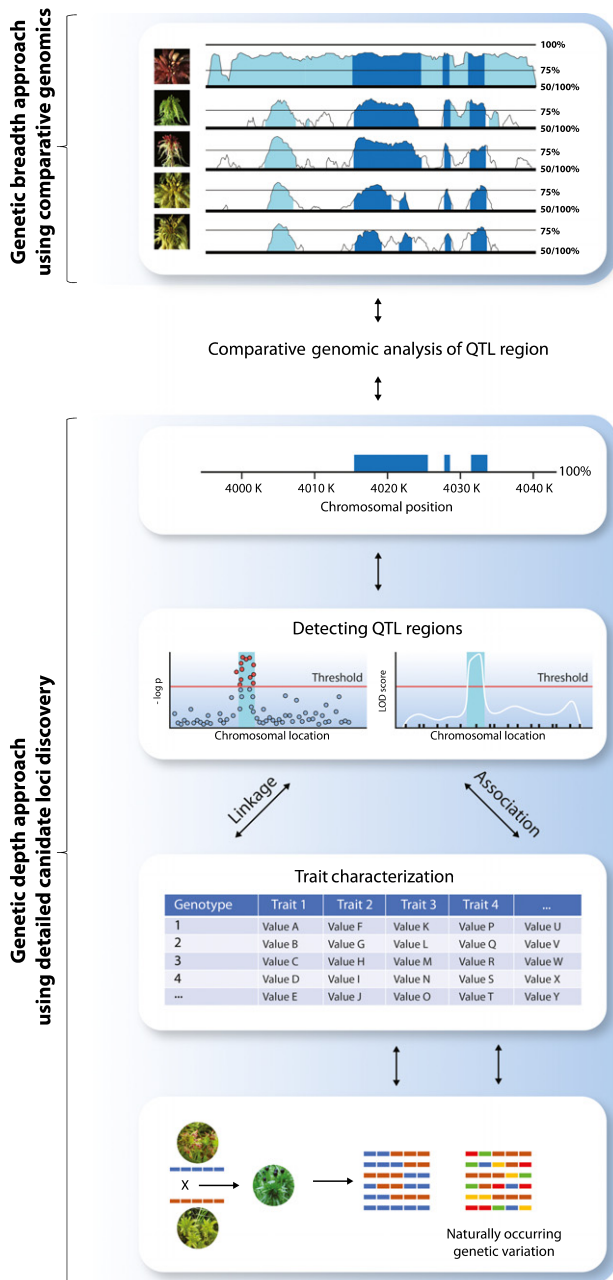 Genetic breadth approach
using comparative genomics
100%
75%
50/100%
75%
50/100%
75%
50/100%
75%
50/100%
75%
50/100%
Comparative genomic analysis of QTL region
Genetic depth approach
using detailed canidate loci discovery
100%
4000 K 4010 K 4020 K 4030 K 4040 K
Chromosomal position
Detecting QTL regions
- log p
Threshold
Chromosomal location
LOD score
Threshold
Chromosomal location
Linkage
Association
Trait characterization
Genotype Trait 1 Trait 2 Trait 3 Trait 4 ...
1 Value A Value F Value K Value P Value U
2 Value B Value G Value L Value Q Value V
3 Value C Value H Value M Value R Value W
4 Value D Value I Value N Value S Value X
... Value E Value J Value O Value T Value Y
X
Naturally occurring
genetic variation